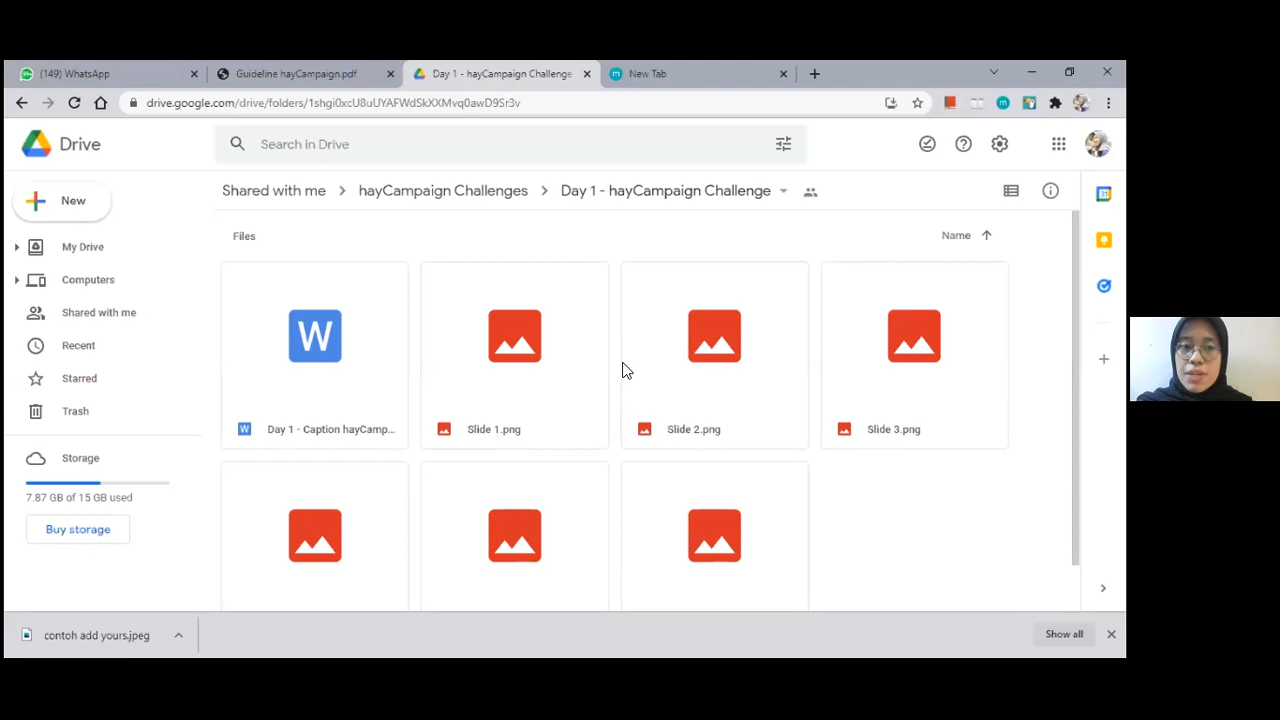 (149) WhatsApp
Guideline hayCampaign.pdf
Day 1 - hayCampaign Challenge
New Tab
drive.google.com/drive/folders/1shgi0xcU8uUYAFWdSkXXMvq0awD9Sr3v
Drive
Search in Drive
New
Shared with me
hayCampaign Challenges
Day 1 - hayCampaign Challenge
My Drive
Computers
Shared with me
Recent
Starred
Trash
Storage
7.87 GB of 15 GB used
Buy storage
Files
Name
W
Day 1 - Caption hayCamp...
Slide 1.png
Slide 2.png
Slide 3.png
contoh add yours.jpeg
Show all